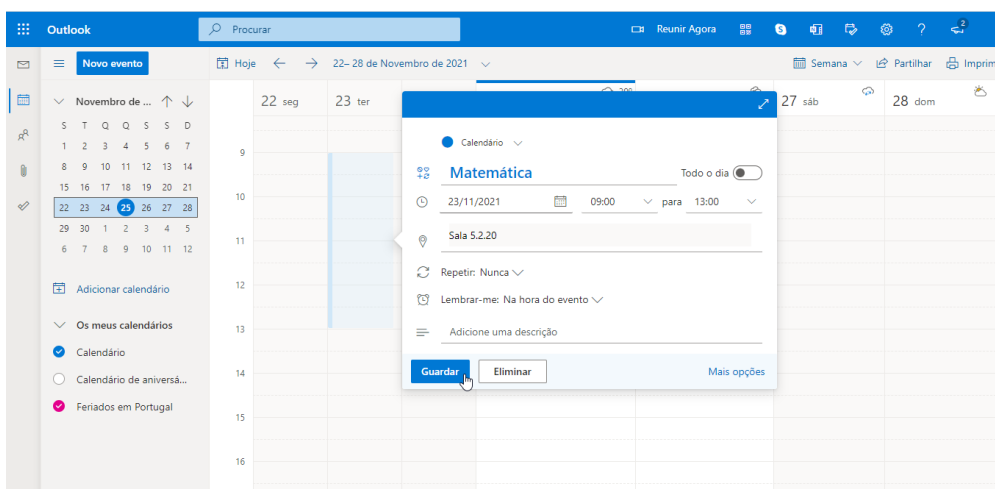 Outlook
Procurar
Reunir Agora
2
Novo evento
Hoje
22– 28 de Novembro de 2021
Semana
Partilhar
Imprim
Novembro de ...
S T Q Q S S D
1 2 3 4 5 6 7
8 9 10 11 12 13 14
15 16 17 18 19 20 21
22 23 24 25 26 27 28
29 30 1 2 3 4 5
6 7 8 9 10 11 12
Adicionar calendário
Os meus calendários
Calendário
Calendário de aniversá...
Feriados em Portugal
22 seg
23 ter
27 sáb
28 dom
9
10
11
12
13
14
15
16
Calendário
Matemática
Todo o dia
23/11/2021
09:00 para 13:00
Sala 5.2.20
Repetir: Nunca
Lembrar-me: Na hora do evento
Adicione uma descrição
Guardar
Eliminar
Mais opções